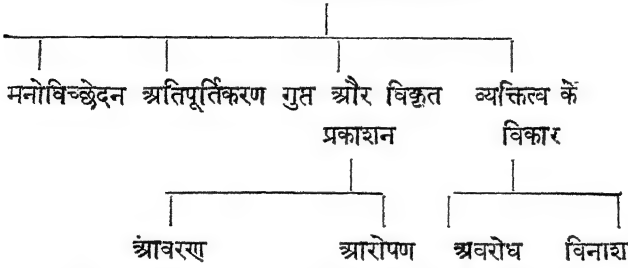 मनोविच्छेदन अतिपूर्तिकरण गुप्त और विकृत व्यक्तित्व के
प्रकाशन विकार
आवरण आरोपण अवरोध विनाश